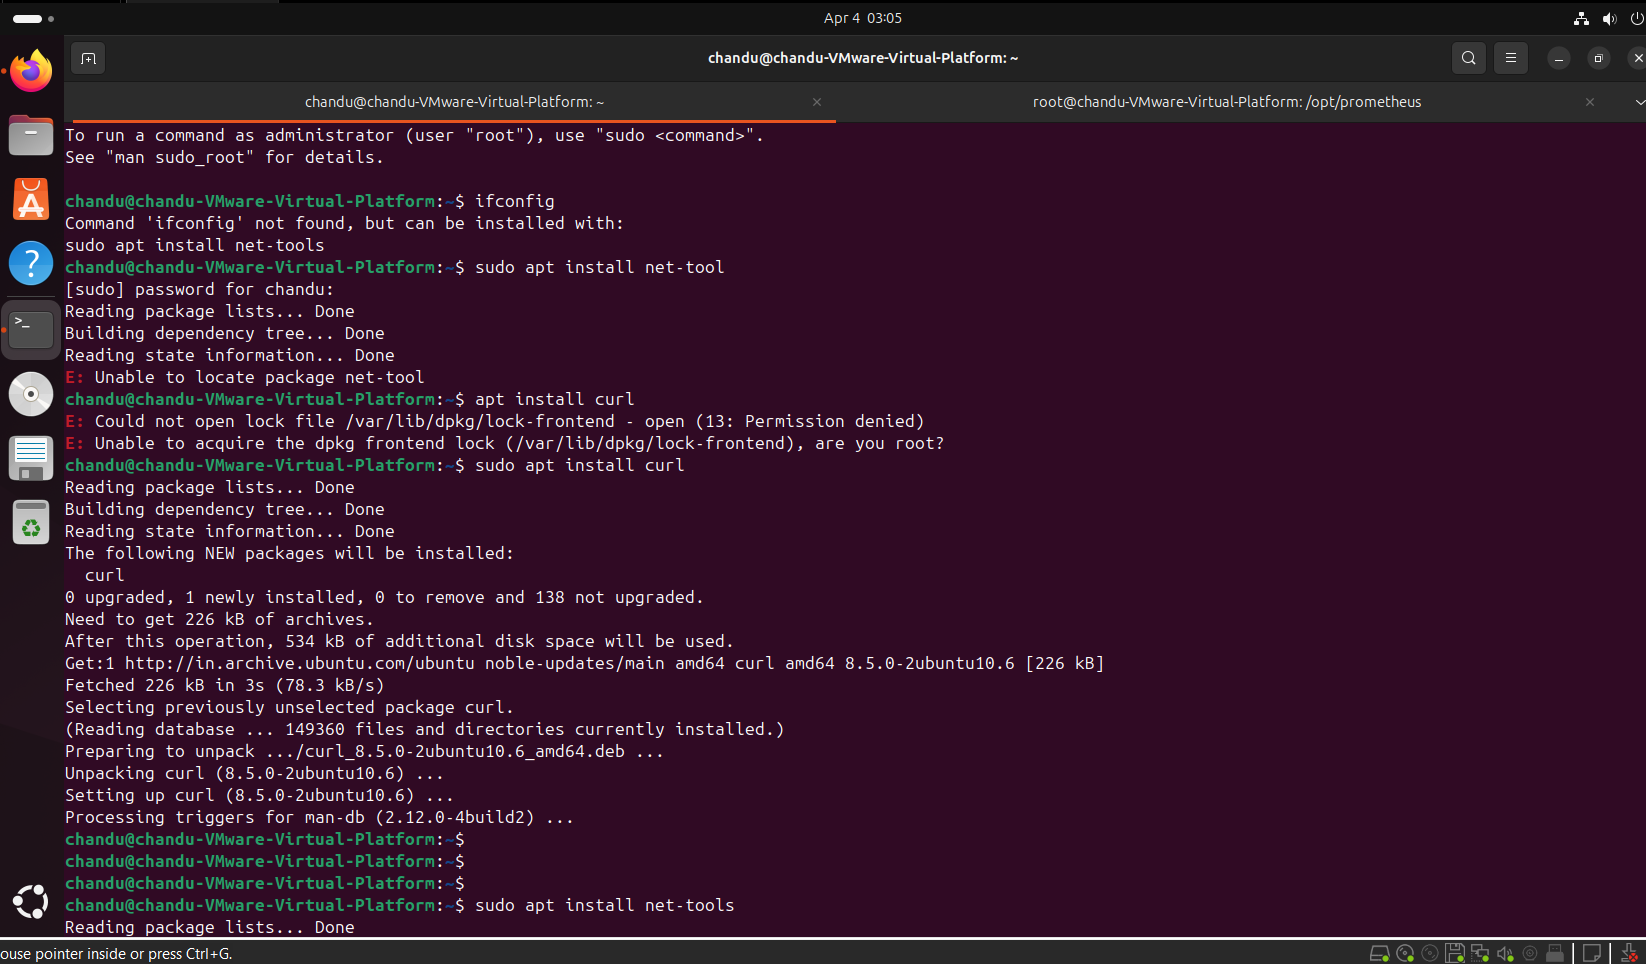 Apr 4 03:05
chandu@chandu-VMware-Virtual-Platform: ~
chandu@chandu-VMware-Virtual-Platform: ~
root@chandu-VMware-Virtual-Platform: /opt/prometheus
To run a command as administrator (user "root"), use "sudo <command>".
See "man sudo_root" for details.
chandu@chandu-VMware-Virtual-Platform:~$ ifconfig
Command 'ifconfig' not found, but can be installed with:
sudo apt install net-tools
chandu@chandu-VMware-Virtual-Platform:~$ sudo apt install net-tool
[sudo] password for chandu:
Reading package lists... Done
Building dependency tree... Done
Reading state information... Done
E: Unable to locate package net-tool
chandu@chandu-VMware-Virtual-Platform:~$ apt install curl
E: Could not open lock file /var/lib/dpkg/lock-frontend - open (13: Permission denied)
E: Unable to acquire the dpkg frontend lock (/var/lib/dpkg/lock-frontend), are you root?
chandu@chandu-VMware-Virtual-Platform:~$ sudo apt install curl
Reading package lists... Done
Building dependency tree... Done
Reading state information... Done
The following NEW packages will be installed:
  curl
0 upgraded, 1 newly installed, 0 to remove and 138 not upgraded.
Need to get 226 kB of archives.
After this operation, 534 kB of additional disk space will be used.
Get:1 http://in.archive.ubuntu.com/ubuntu noble-updates/main amd64 curl amd64 8.5.0-2ubuntu10.6 [226 kB]
Fetched 226 kB in 3s (78.3 kB/s)
Selecting previously unselected package curl.
(Reading database ... 149360 files and directories currently installed.)
Preparing to unpack .../curl_8.5.0-2ubuntu10.6_amd64.deb ...
Unpacking curl (8.5.0-2ubuntu10.6) ...
Setting up curl (8.5.0-2ubuntu10.6) ...
Processing triggers for man-db (2.12.0-4build2) ...
chandu@chandu-VMware-Virtual-Platform:~$
chandu@chandu-VMware-Virtual-Platform:~$
chandu@chandu-VMware-Virtual-Platform:~$
chandu@chandu-VMware-Virtual-Platform:~$ sudo apt install net-tools
Reading package lists... Done
ouse pointer inside or press Ctrl+G.